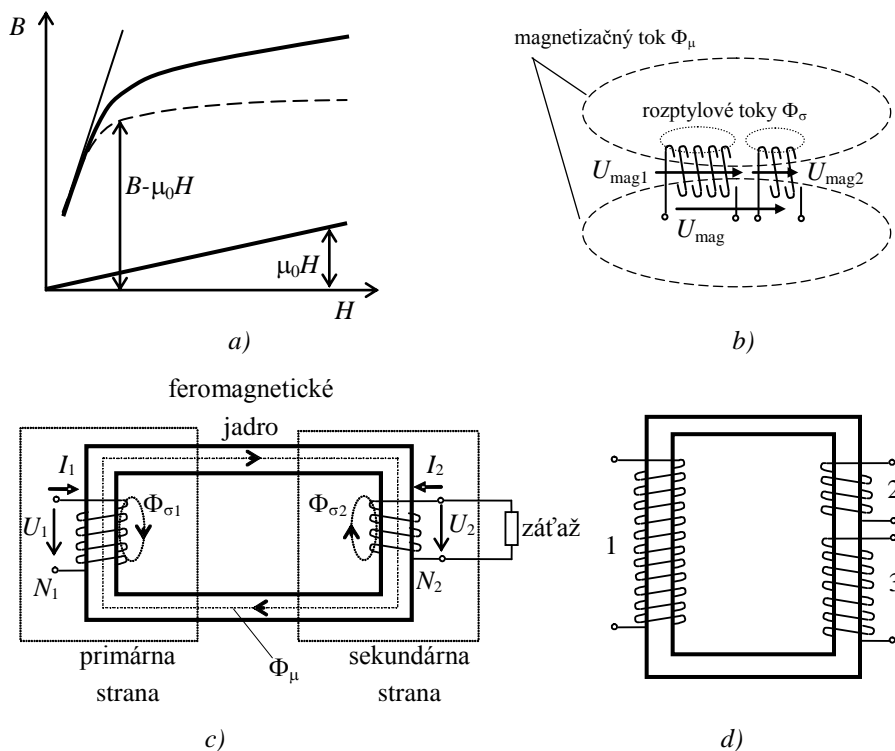 B
B-μ₀H
μ₀H
H
a)
magnetizačný tok Φμ
rozptylové toky Φσ
Umag1
Umag2
Umag
b)
feromagnetické
jadro
I₁
I₂
Φσ1
Φσ2
U₁
U₂
záťaž
N₁
N₂
primárna
strana
Φμ
sekundárna
strana
c)
1
2
3
d)